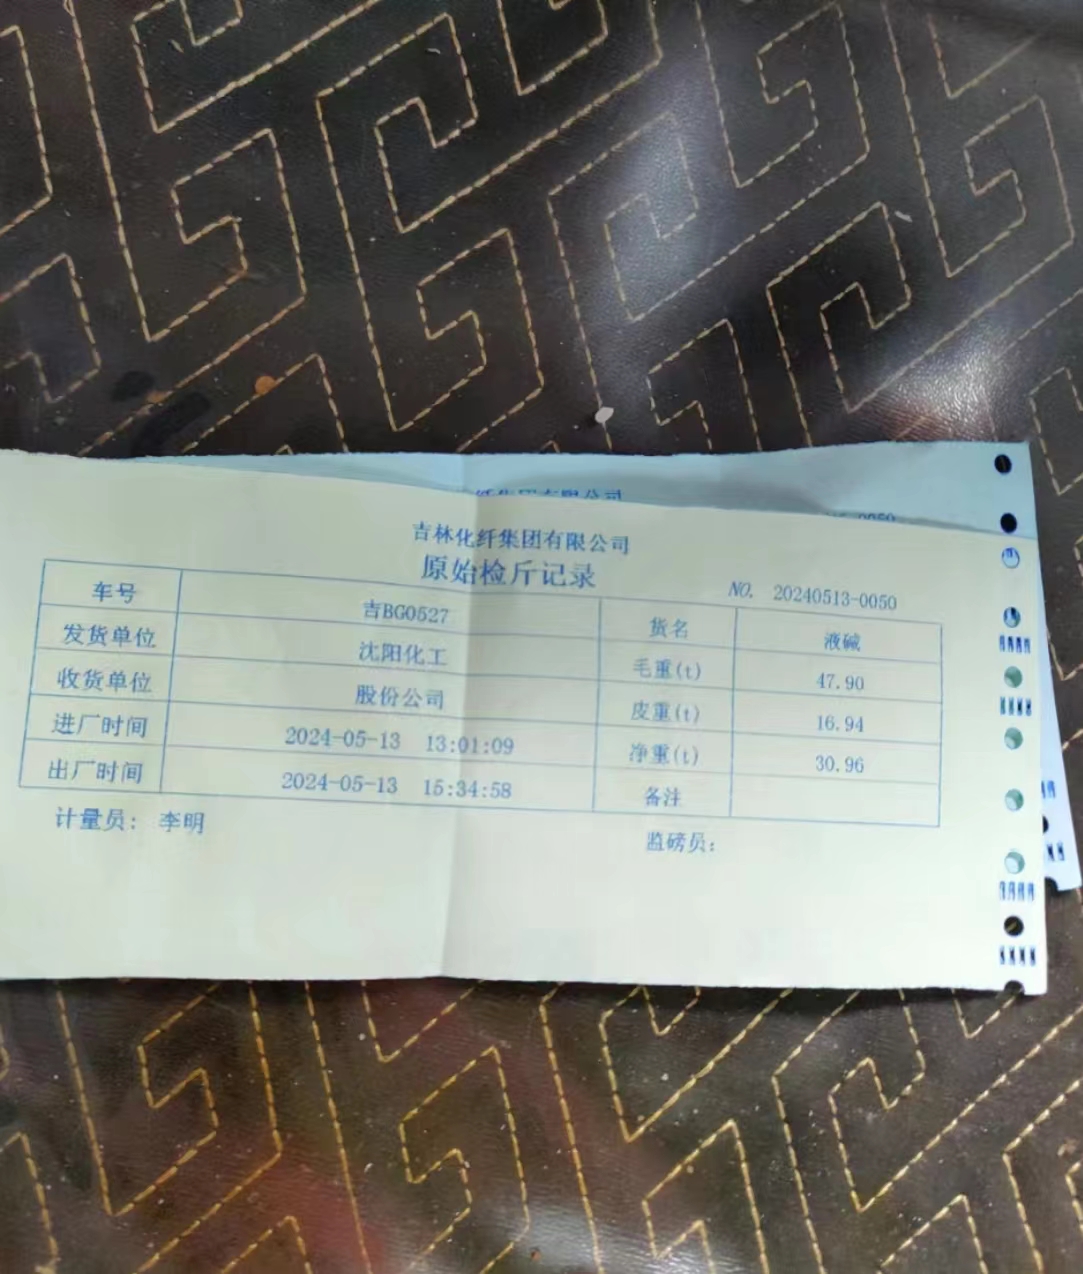 吉林化纤集团有限公司
原始检斤记录
NO. 20240513-0050
车号 吉BG0527 货名 液碱
发货单位 沈阳化工 毛重(t) 47.90
收货单位 股份公司 皮重(t) 16.94
进厂时间 2024-05-13 13:01:09 净重(t) 30.96
出厂时间 2024-05-13 15:34:58 备注
计量员: 李明 监磅员: